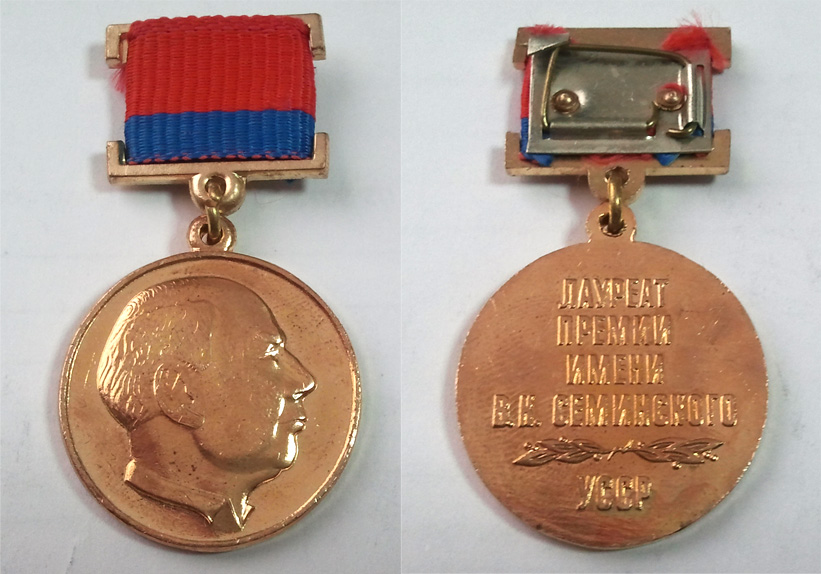 ЛАУРЕАТ
ПРЕМИИ
ИМЕНИ
В.К. СЕМИНСКОГО
УССР